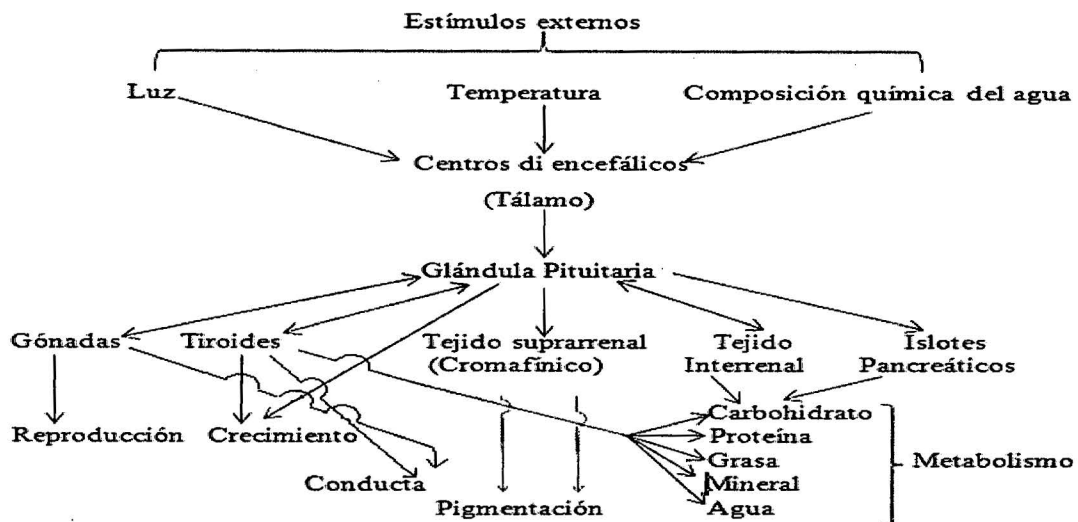 Estímulos externos
Luz Temperatura Composición química del agua
Centros di encefálicos
(Tálamo)
Glándula Pituitaria
Gónadas Tiroides Tejido suprarrenal Tejido Íslotes
(Cromafínico) Interrenal Pancreáticos
Carbohidrato
Reproducción Crecimiento Proteína
Grasa Metabolismo
Conducta Mineral
Pigmentación Agua